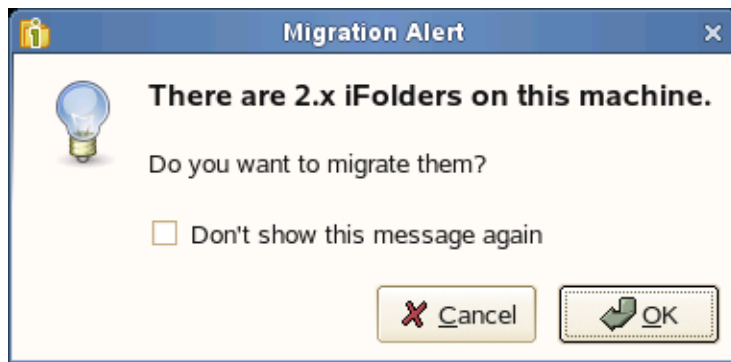 Migration Alert
There are 2.x iFolders on this machine.
Do you want to migrate them?
Don't show this message again
Cancel
OK